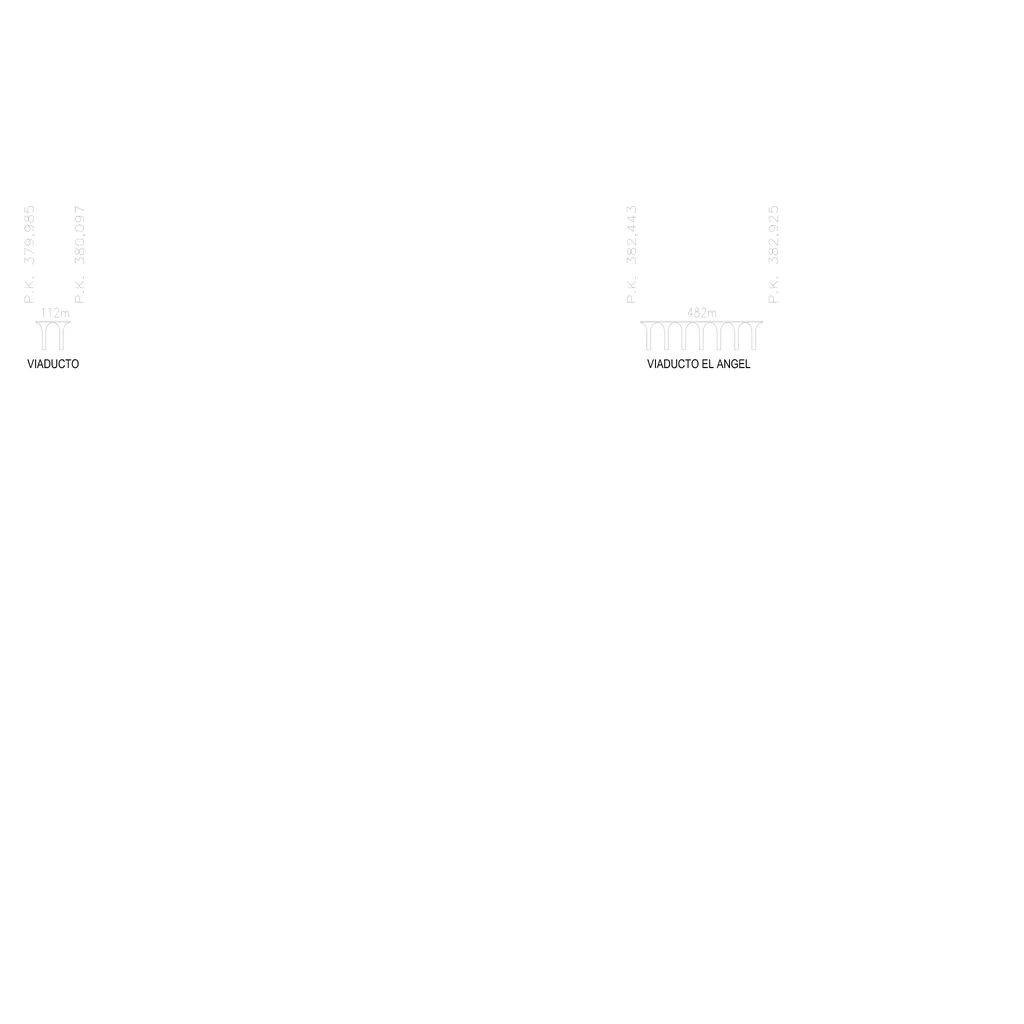 P.K. 379,985
P.K. 380,097
112m
VIADUCTO
P.K. 382,443
P.K. 382,925
482m
VIADUCTO EL ANGEL